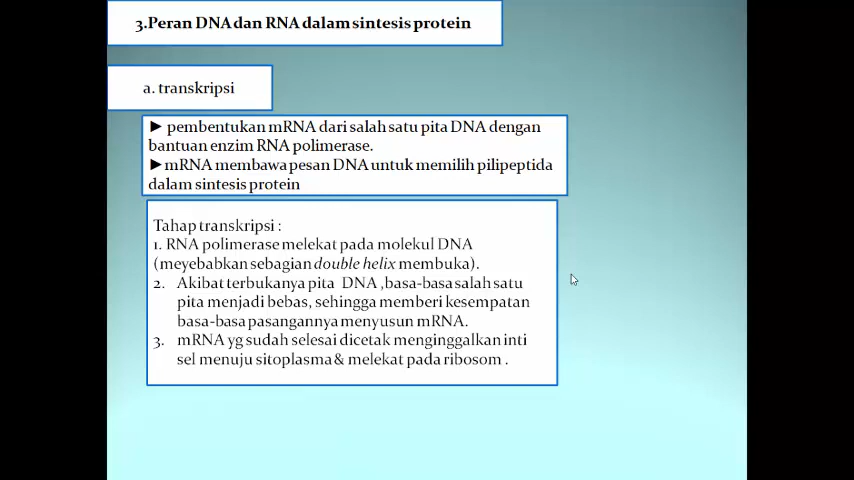 3.Peran DNA dan RNA dalam sintesis protein
a. transkripsi
► pembentukan mRNA dari salah satu pita DNA dengan
bantuan enzim RNA polimerase.
►mRNA membawa pesan DNA untuk memilih pilipeptida
dalam sintesis protein
Tahap transkripsi :
1. RNA polimerase melekat pada molekul DNA
(meyebabkan sebagian double helix membuka).
2. Akibat terbukanya pita DNA ,basa-basa salah satu
pita menjadi bebas, sehingga memberi kesempatan
basa-basa pasangannya menyusun mRNA.
3. mRNA yg sudah selesai dicetak menginggalkan inti
sel menuju sitoplasma & melekat pada ribosom .